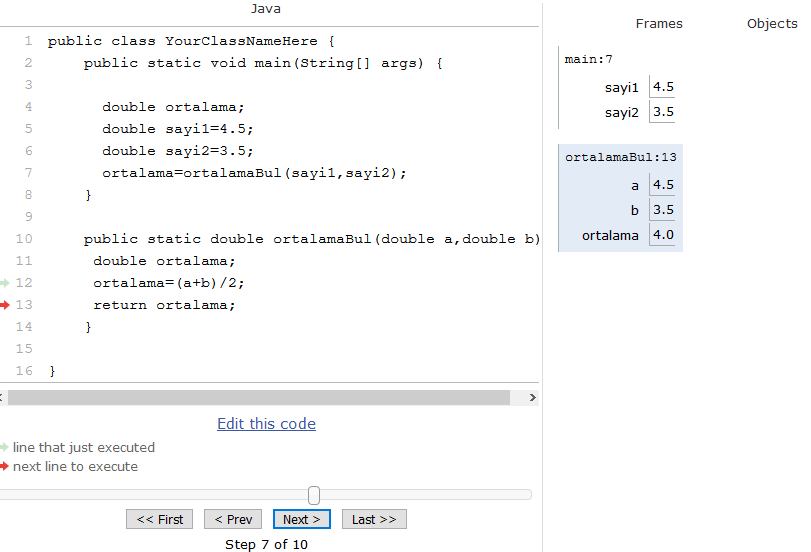 Java
1 public class YourClassNameHere {
2 public static void main(String[] args) {
3
4 double ortalama;
5 double sayi1=4.5;
6 double sayi2=3.5;
7 ortalama=ortalamaBul(sayi1,sayi2);
8 }
9
10 public static double ortalamaBul(double a,double b)
11 double ortalama;
12 ortalama=(a+b)/2;
13 return ortalama;
14 }
15
16 }
Edit this code
line that just executed
next line to execute
<< First < Prev Next > Last >>
Step 7 of 10
Frames Objects
main:7
sayi1 4.5
sayi2 3.5
ortalamaBul:13
a 4.5
b 3.5
ortalama 4.0